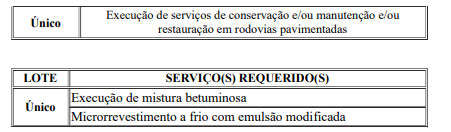 Único
Execução de serviços de conservação e/ou manutenção e/ou
restauração em rodovias pavimentadas
LOTE SERVIÇO(S) REQUERIDO(S)
Único
Execução de mistura betuminosa
Microrrevestimento a frio com emulsão modificada